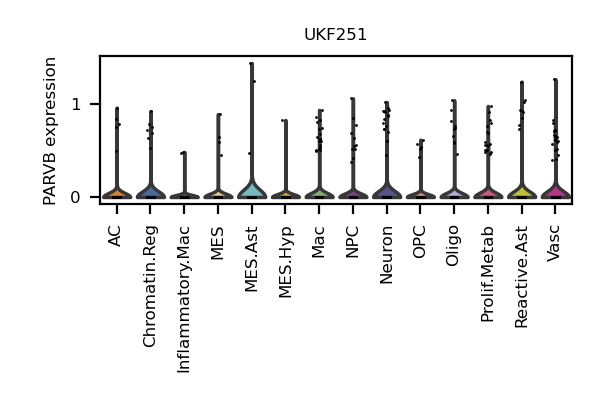 UKF251
PARVB expression
1
0
AC
Chromatin.Reg
Inflammatory.Mac
MES
MES.Ast
MES.Hyp
Mac
NPC
Neuron
OPC
Oligo
Prolif.Metab
Reactive.Ast
Vasc